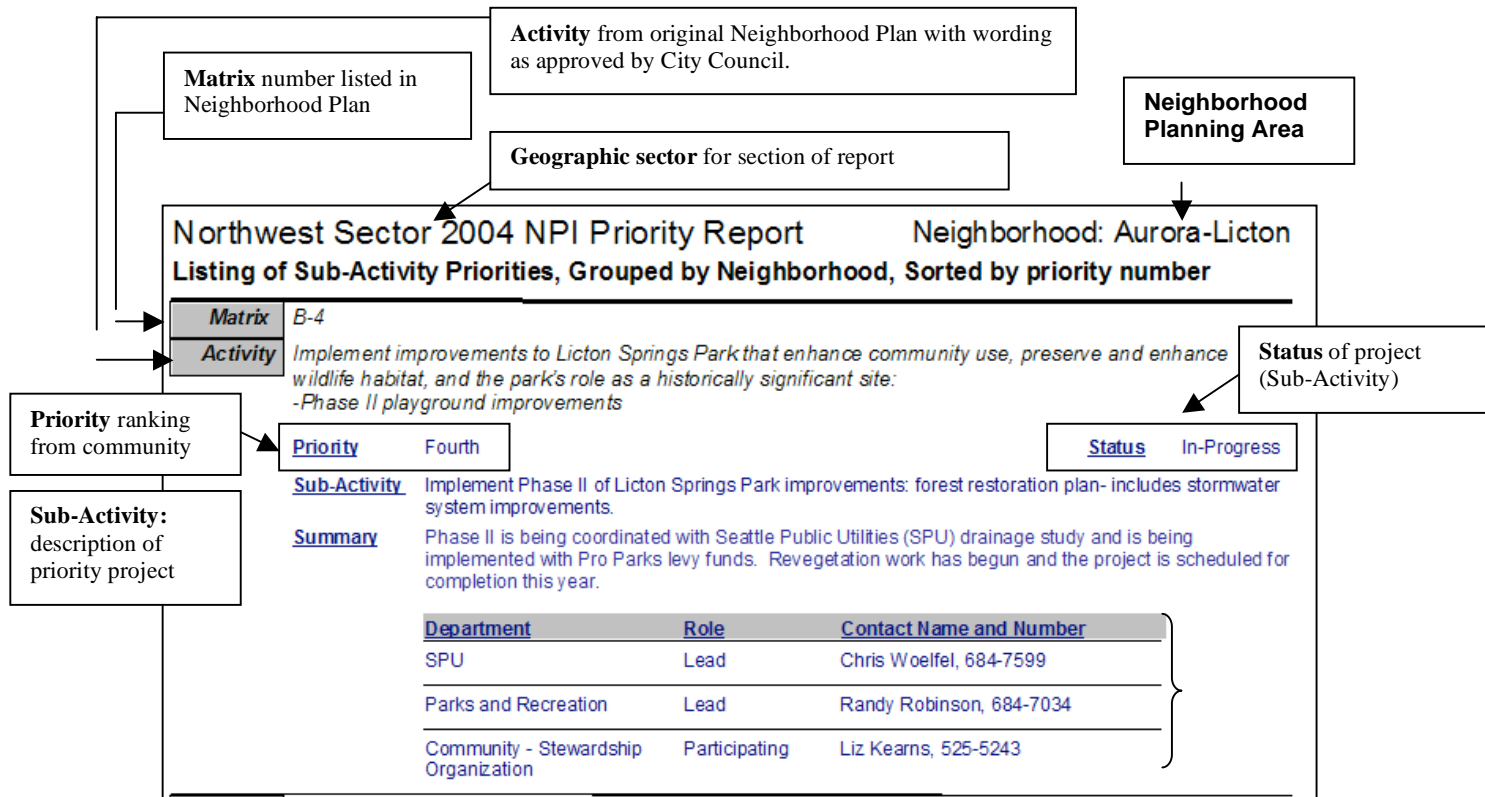 Activity from original Neighborhood Plan with wording
as approved by City Council.
Matrix number listed in
Neighborhood Plan
Neighborhood
Planning Area
Geographic sector for section of report
Northwest Sector 2004 NPI Priority Report
Neighborhood: Aurora-Licton
Listing of Sub-Activity Priorities, Grouped by Neighborhood, Sorted by priority number
Matrix B-4
Activity Implement improvements to Licton Springs Park that enhance community use, preserve and enhance
wildlife habitat, and the park's role as a historically significant site:
-Phase II playground improvements
Status of project
(Sub-Activity)
Priority ranking
from community
Priority Fourth
Status In-Progress
Sub-Activity:
description of
priority project
Sub-Activity Implement Phase II of Licton Springs Park improvements: forest restoration plan- includes stormwater
system improvements.
Summary Phase II is being coordinated with Seattle Public Utilities (SPU) drainage study and is being
implemented with Pro Parks levy funds. Revegetation work has begun and the project is scheduled for
completion this year.
Department Role Contact Name and Number
SPU Lead Chris Woelfel, 684-7599
Parks and Recreation Lead Randy Robinson, 684-7034
Community - Stewardship Participating Liz Kearns, 525-5243
Organization